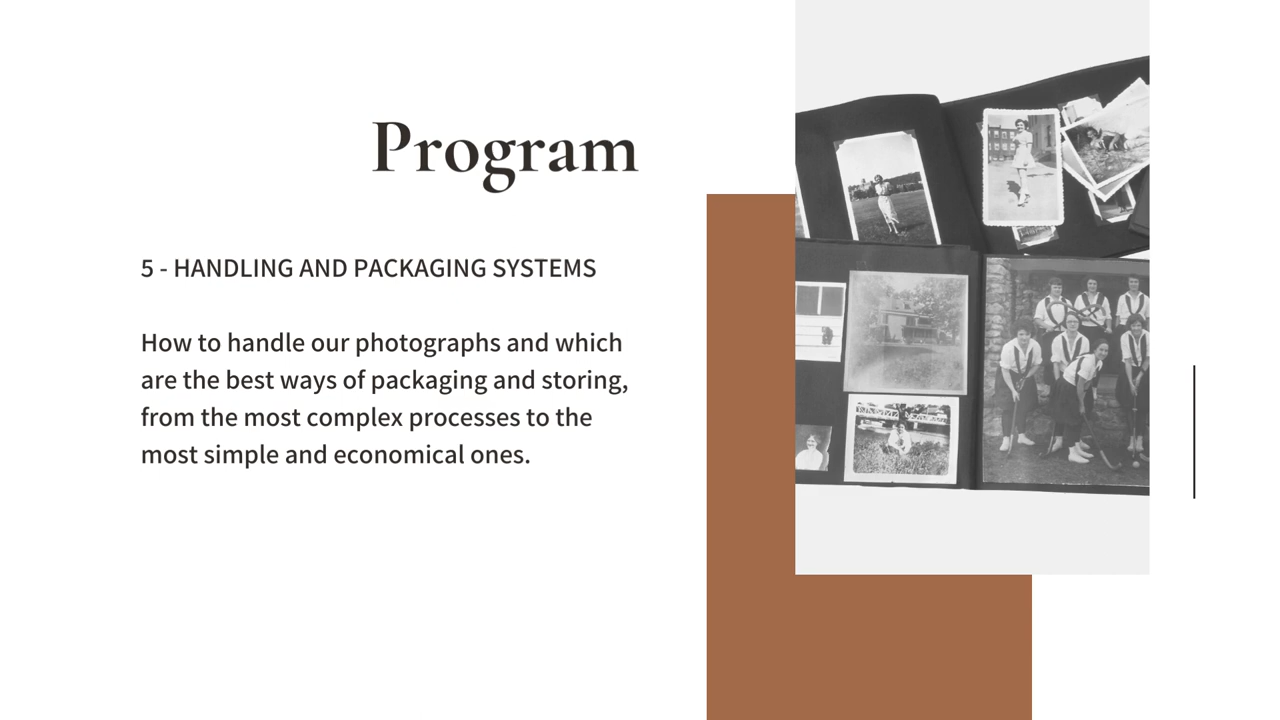 Program
5 - HANDLING AND PACKAGING SYSTEMS
How to handle our photographs and which
are the best ways of packaging and storing,
from the most complex processes to the
most simple and economical ones.